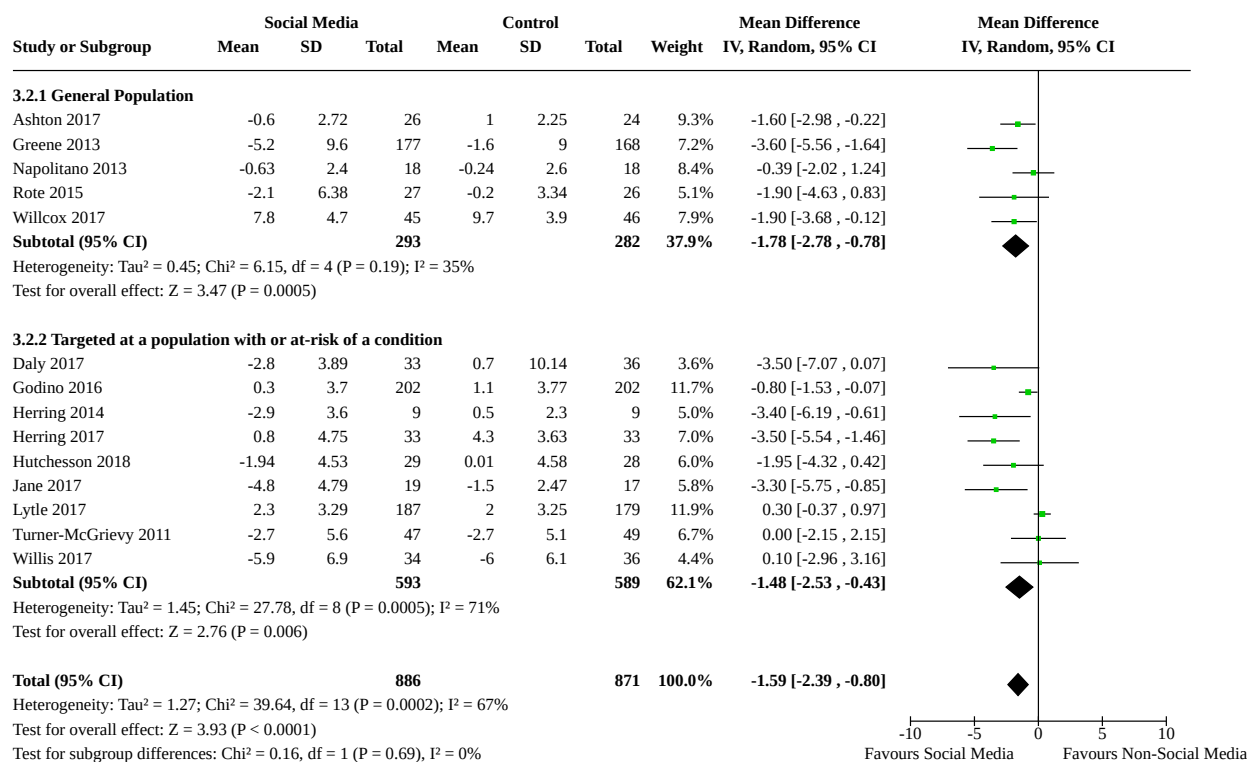 Social Media Control Mean Difference Mean Difference
Study or Subgroup Mean SD Total Mean SD Total Weight IV, Random, 95% CI IV, Random, 95% CI
3.2.1 General Population
Ashton 2017 -0.6 2.72 26 1 2.25 24 9.3% -1.60 [-2.98 , -0.22]
Greene 2013 -5.2 9.6 177 -1.6 9 168 7.2% -3.60 [-5.56 , -1.64]
Napolitano 2013 -0.63 2.4 18 -0.24 2.6 18 8.4% -0.39 [-2.02 , 1.24]
Rote 2015 -2.1 6.38 27 -0.2 3.34 26 5.1% -1.90 [-4.63 , 0.83]
Willcox 2017 7.8 4.7 45 9.7 3.9 46 7.9% -1.90 [-3.68 , -0.12]
Subtotal (95% CI) 293 282 37.9% -1.78 [-2.78 , -0.78]
Heterogeneity: Tau² = 0.45; Chi² = 6.15, df = 4 (P = 0.19); I² = 35%
Test for overall effect: Z = 3.47 (P = 0.0005)
3.2.2 Targeted at a population with or at-risk of a condition
Daly 2017 -2.8 3.89 33 0.7 10.14 36 3.6% -3.50 [-7.07 , 0.07]
Godino 2016 0.3 3.7 202 1.1 3.77 202 11.7% -0.80 [-1.53 , -0.07]
Herring 2014 -2.9 3.6 9 0.5 2.3 9 5.0% -3.40 [-6.19 , -0.61]
Herring 2017 0.8 4.75 33 4.3 3.63 33 7.0% -3.50 [-5.54 , -1.46]
Hutchesson 2018 -1.94 4.53 29 0.01 4.58 28 6.0% -1.95 [-4.32 , 0.42]
Jane 2017 -4.8 4.79 19 -1.5 2.47 17 5.8% -3.30 [-5.75 , -0.85]
Lytle 2017 2.3 3.29 187 2 3.25 179 11.9% 0.30 [-0.37 , 0.97]
Turner-McGrievy 2011 -2.7 5.6 47 -2.7 5.1 49 6.7% 0.00 [-2.15 , 2.15]
Willis 2017 -5.9 6.9 34 -6 6.1 36 4.4% 0.10 [-2.96 , 3.16]
Subtotal (95% CI) 593 589 62.1% -1.48 [-2.53 , -0.43]
Heterogeneity: Tau² = 1.45; Chi² = 27.78, df = 8 (P = 0.0005); I² = 71%
Test for overall effect: Z = 2.76 (P = 0.006)
Total (95% CI) 886 871 100.0% -1.59 [-2.39 , -0.80]
Heterogeneity: Tau² = 1.27; Chi² = 39.64, df = 13 (P = 0.0002); I² = 67%
Test for overall effect: Z = 3.93 (P < 0.0001)
Test for subgroup differences: Chi² = 0.16, df = 1 (P = 0.69), I² = 0%
-10 -5 0 5 10
Favours Social Media Favours Non-Social Media